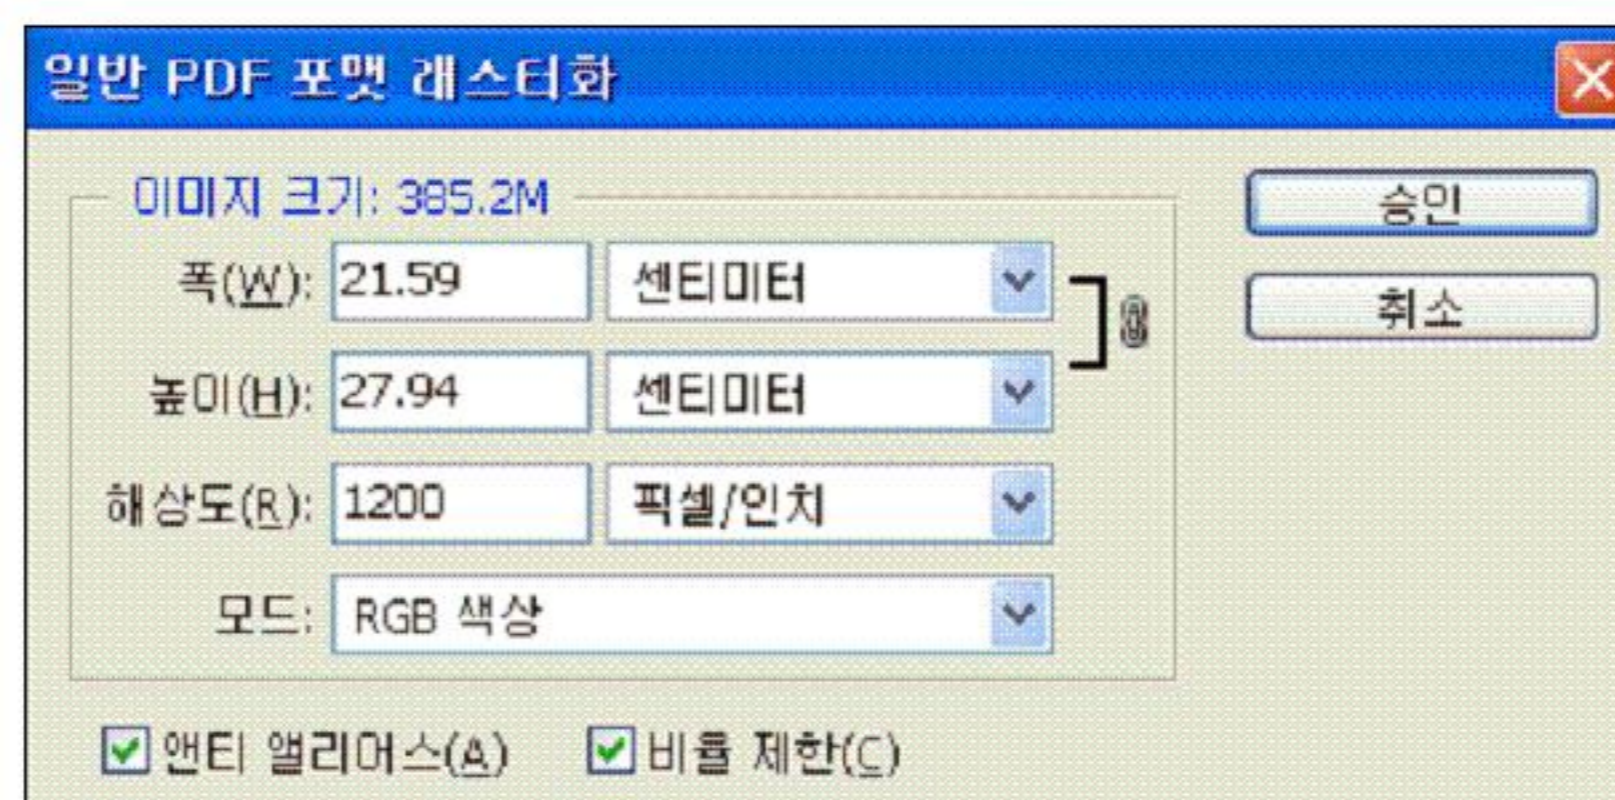 일반 PDF 포맷 래스터화
이미지 크기: 385.2M
폭(W): 21.59 센티미터
높이(H): 27.94 센티미터
해상도(R): 1200 픽셀/인치
모드: RGB 색상
앤티 앨리어스(A) 비율 제한(C)
승인
취소